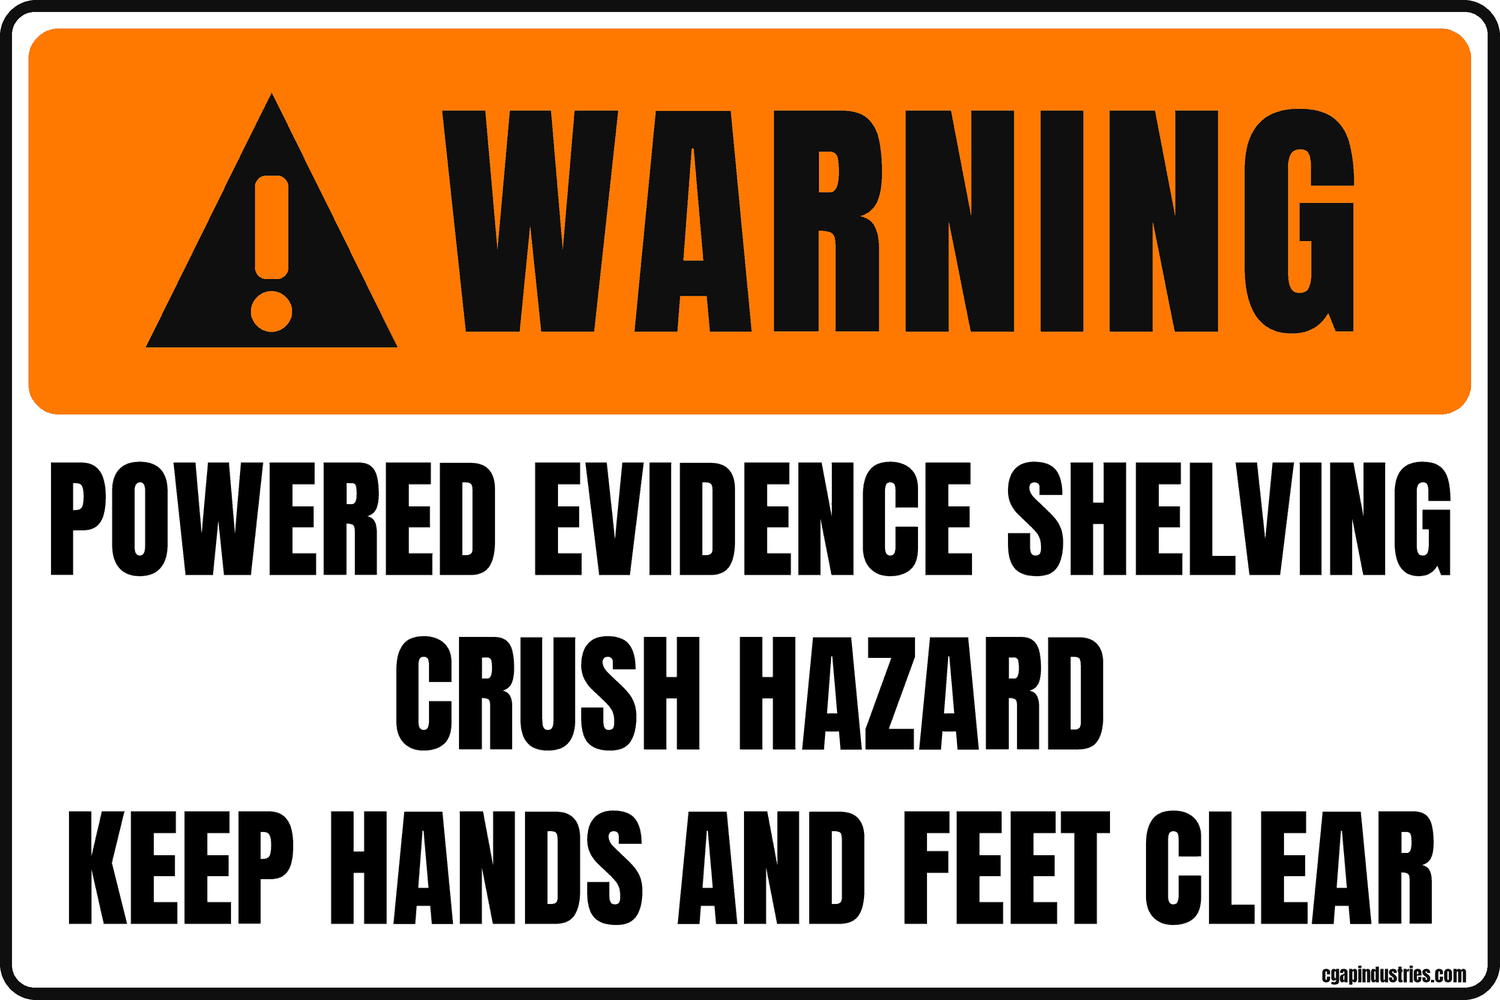 WARNING
POWERED EVIDENCE SHELVING
CRUSH HAZARD
KEEP HANDS AND FEET CLEAR
cgapindustries.com